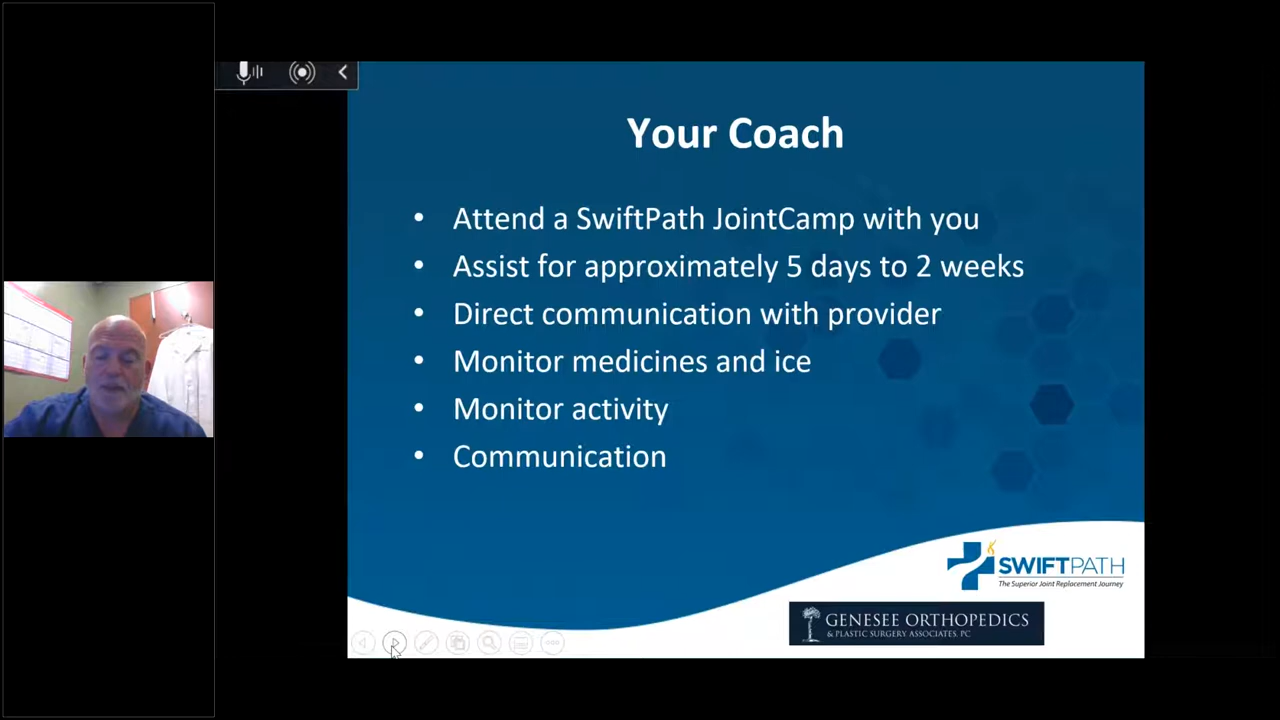 Your Coach
• Attend a SwiftPath JointCamp with you
• Assist for approximately 5 days to 2 weeks
• Direct communication with provider
• Monitor medicines and ice
• Monitor activity
• Communication
SWIFTPATH
The Superior Joint Replacement Journey
GENESEE ORTHOPEDICS
& PLASTIC SURGERY ASSOCIATES, PC